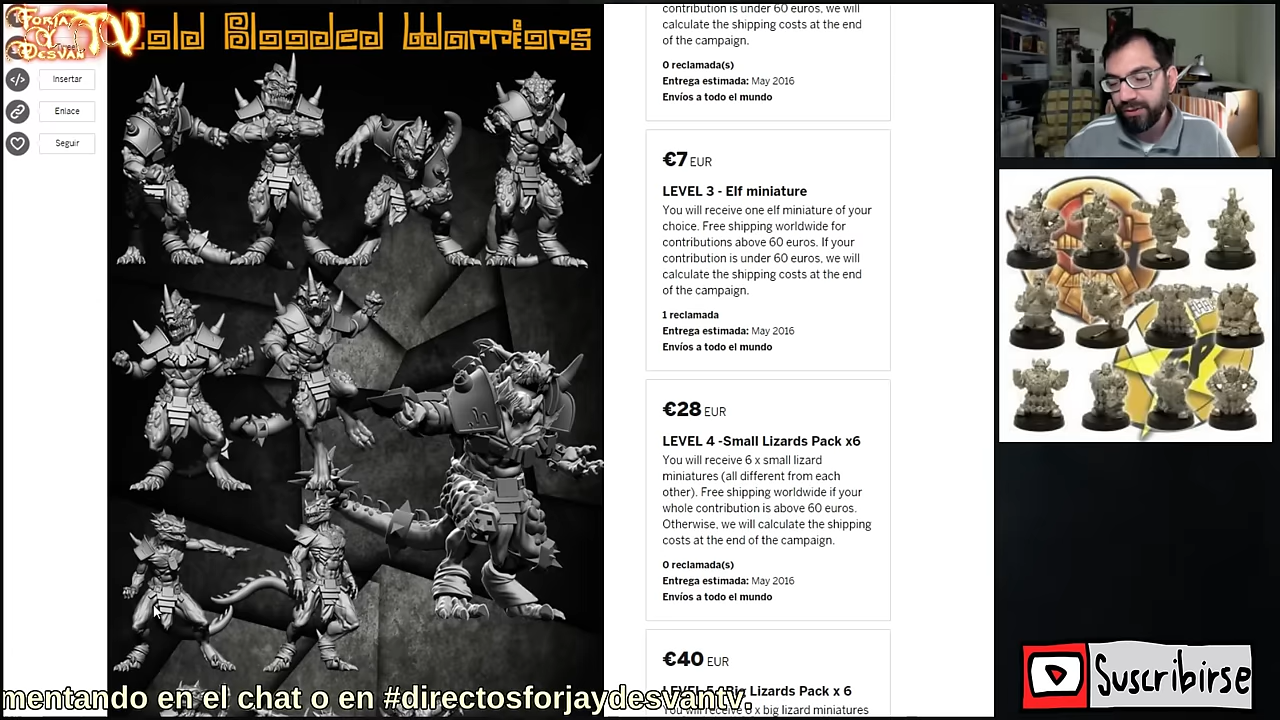 Forja
Y
Desván
TV
Cold Blooded Warriors
Insertar
Enlace
Seguir
contribution is under 60 euros, we will
calculate the shipping costs at the end
of the campaign.
0 reclamada(s)
Entrega estimada: May 2016
Envíos a todo el mundo
€7 EUR
LEVEL 3 - Elf miniature
You will receive one elf miniature of your
choice. Free shipping worldwide for
contributions above 60 euros. If your
contribution is under 60 euros, we will
calculate the shipping costs at the end
of the campaign.
1 reclamada
Entrega estimada: May 2016
Envíos a todo el mundo
€28 EUR
LEVEL 4 -Small Lizards Pack x6
You will receive 6 x small lizard
miniatures (all different from each
other). Free shipping worldwide if your
whole contribution is above 60 euros.
Otherwise, we will calculate the shipping
costs at the end of the campaign.
0 reclamada(s)
Entrega estimada: May 2016
Envíos a todo el mundo
€40 EUR
Lizards Pack x 6
You will receive 6 x big lizard miniatures
mentando en el chat o en #directosforjaydesvantv.
Suscribirse